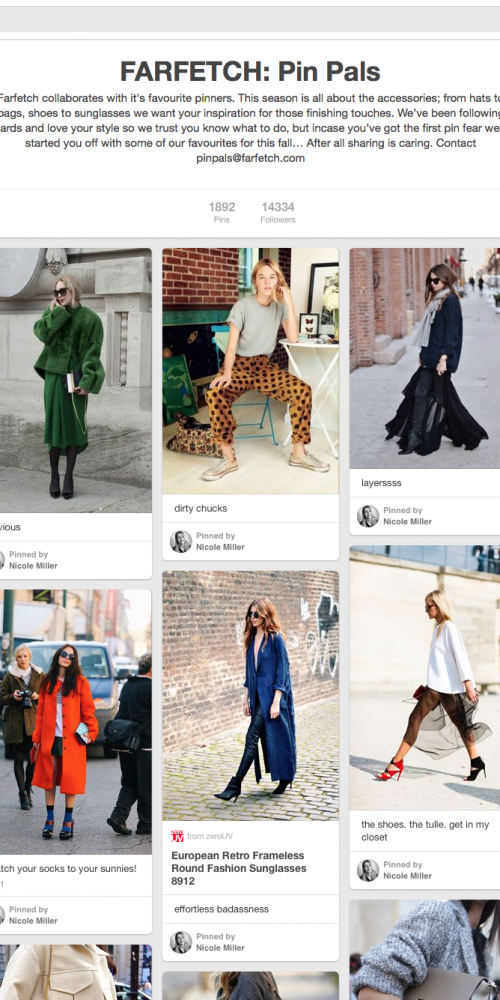 FARFETCH: Pin Pals
Farfetch collaborates with it's favourite pinners. This season is all about the accessories; from hats to
bags, shoes to sunglasses we want your inspiration for those finishing touches. We've been following
ards and love your style so we trust you know what to do, but incase you've got the first pin fear we
started you off with some of our favourites for this fall... After all sharing is caring. Contact
pinpals@farfetch.com
1892
Pins
14334
Followers
vious
Pinned by
Nicole Miller
dirty chucks
Pinned by
Nicole Miller
layerssss
Pinned by
Nicole Miller
tch your socks to your sunnies!
1
Pinned by
Nicole Miller
from zeroUV
European Retro Frameless
Round Fashion Sunglasses
8912
effortless badassness
Pinned by
Nicole Miller
the shoes. the tulle. get in my
closet
Pinned by
Nicole Miller